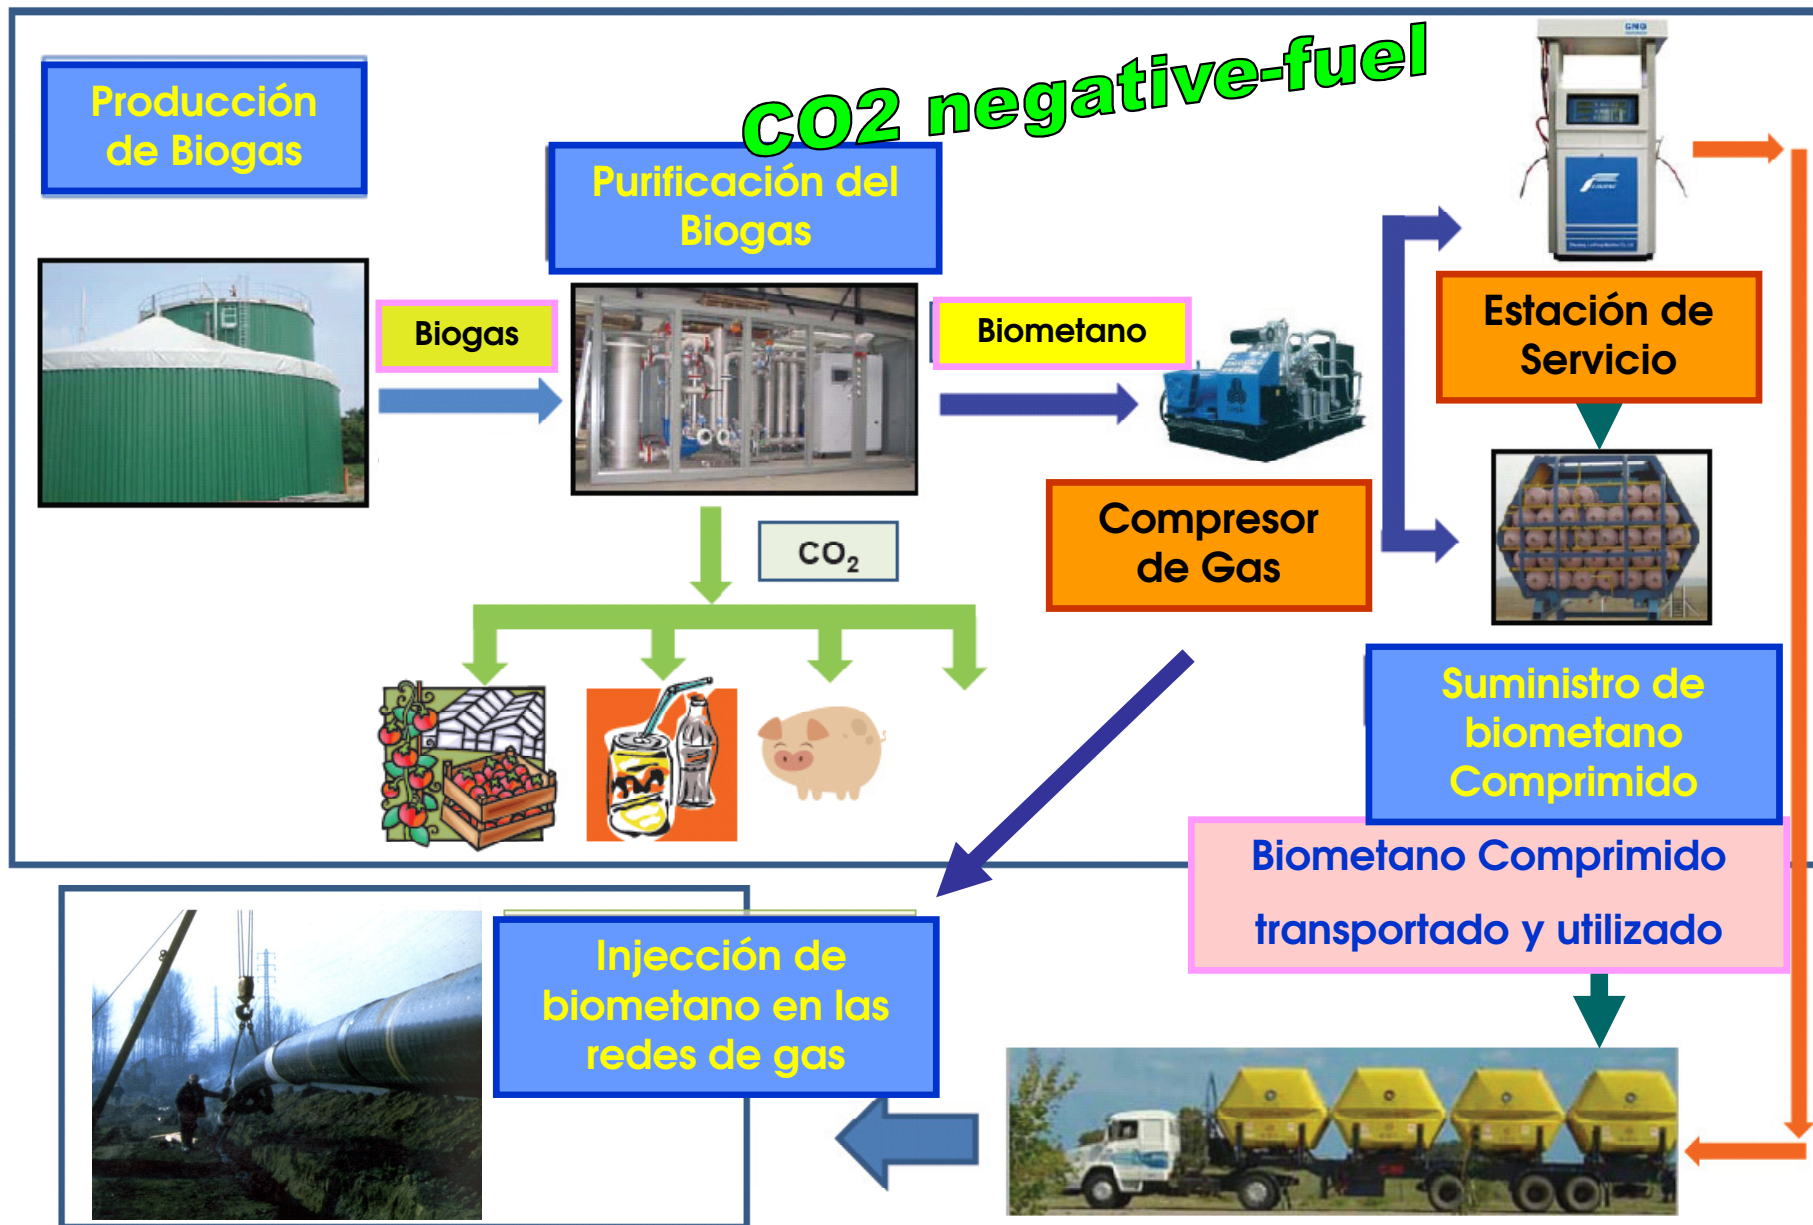 CO2 negative-fuel
Producción
de Biogas
Purificación del
Biogas
Biogas
Biometano
GNG
Estación de
Servicio
Compresor
de Gas
CO₂
Suministro de
biometano
Comprimido
Biometano Comprimido
transportado y utilizado
Injección de
biometano en las
redes de gas